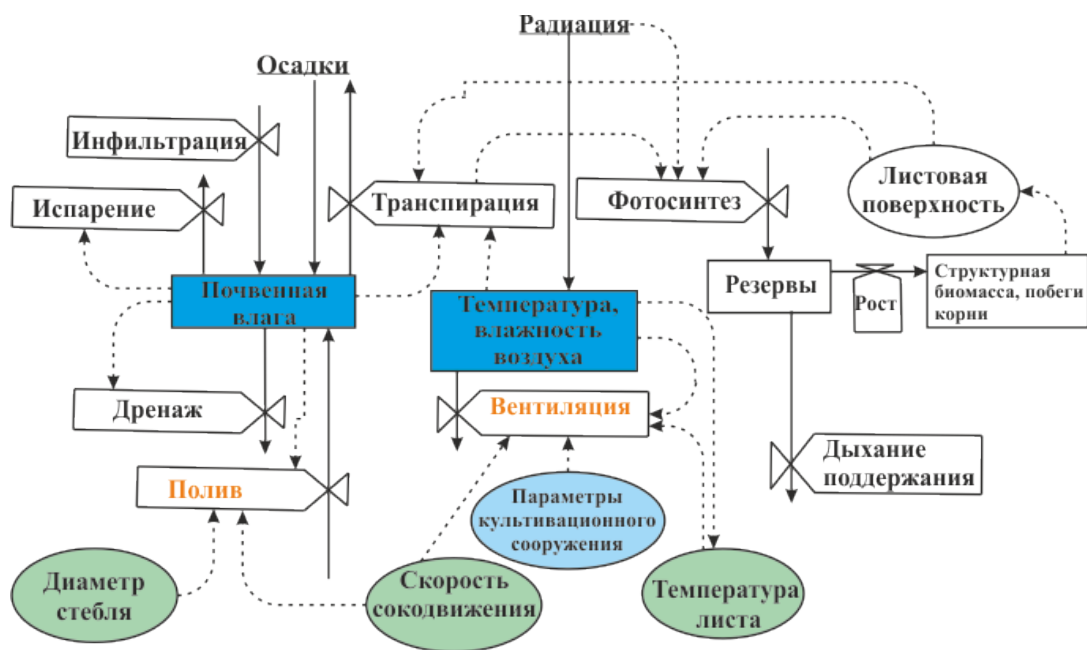 Радиация
Осадки
Инфильтрация
Испарение
Транспирация
Фотосинтез
Листовая
поверхность
Почвенная
влага
Температура,
влажность
воздуха
Резервы
Рост
Структурная
биомасса, побеги
корни
Дренаж
Вентиляция
Полив
Дыхание
поддержания
Параметры
культивационного
сооружения
Диаметр
стебля
Скорость
сокодвижения
Температура
листа